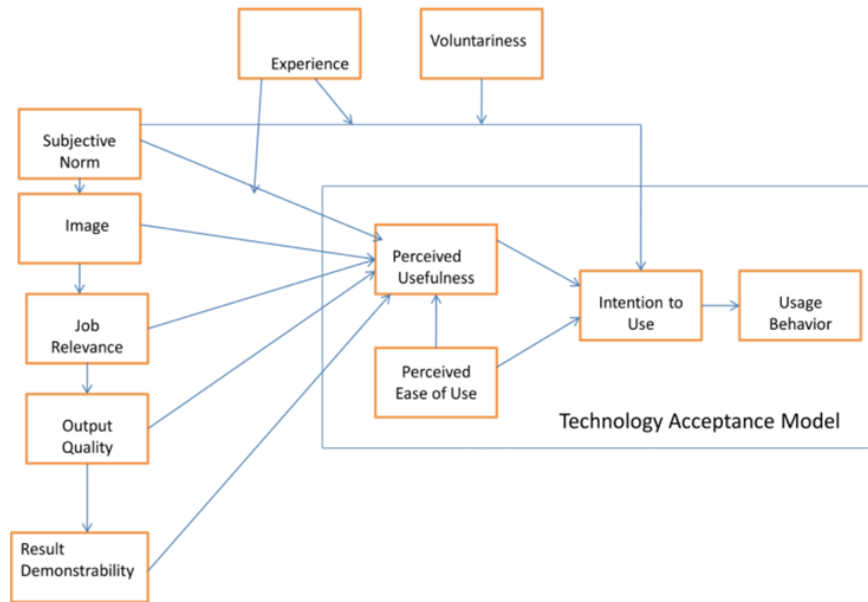 Experience
Voluntariness
Subjective
Norm
Image
Job
Relevance
Output
Quality
Result
Demonstrability
Perceived
Usefulness
Perceived
Ease of Use
Intention to
Use
Usage
Behavior
Technology Acceptance Model